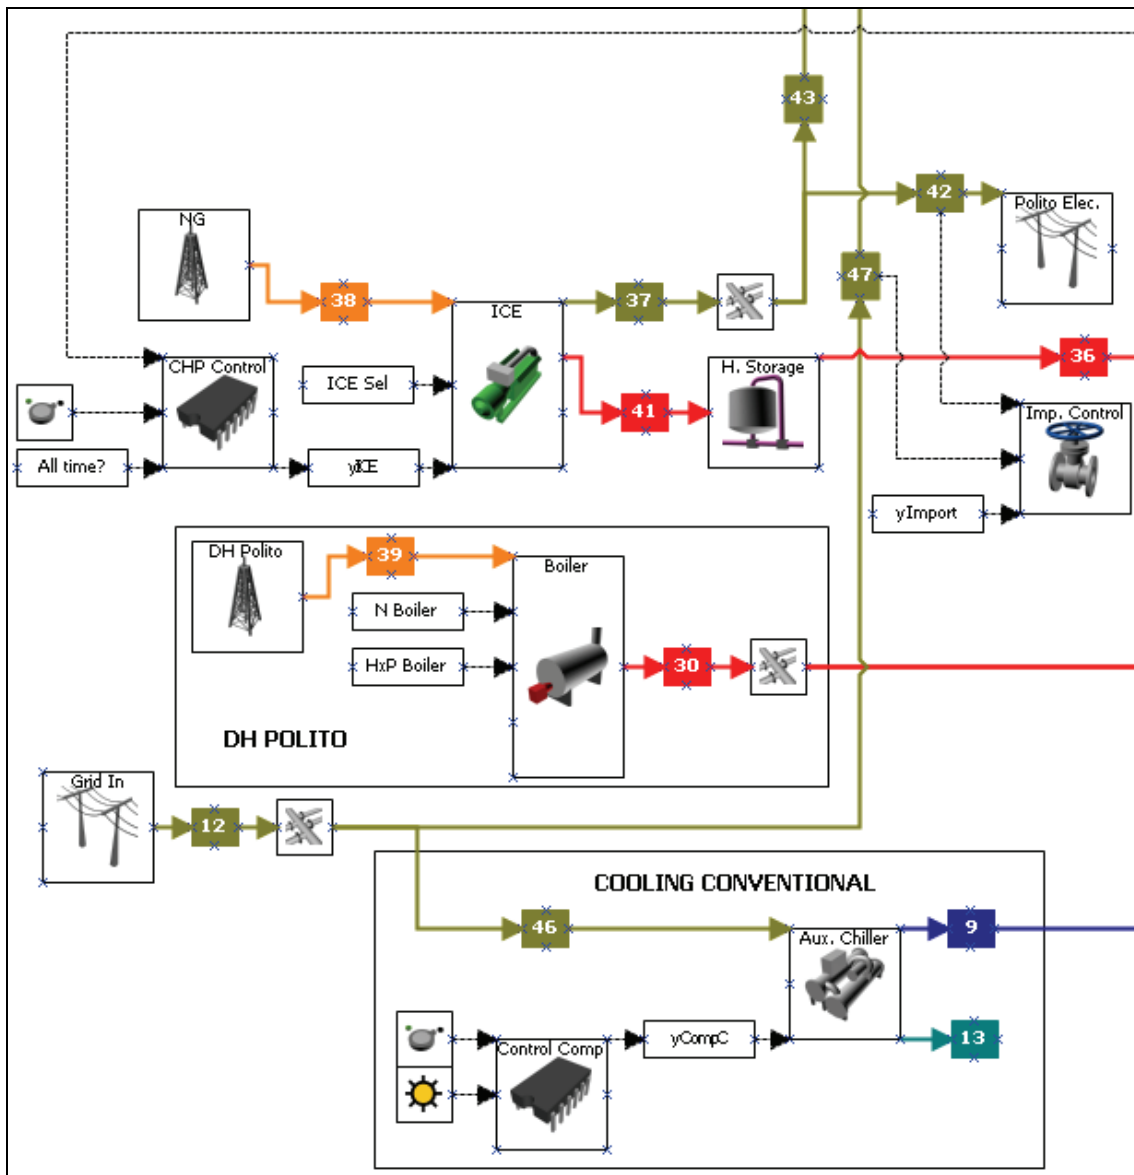 43
42
Polito Elec.
NG
47
38
ICE
37
36
CHP Control
ICE Sel
H. Storage
41
Imp. Control
All time?
yICE
yImport
DH Polito
39
Boiler
N Boiler
HxP Boiler
30
DH POLITO
Grid In
12
COOLING CONVENTIONAL
46
9
Aux. Chiller
yCompC
13
Control Comp